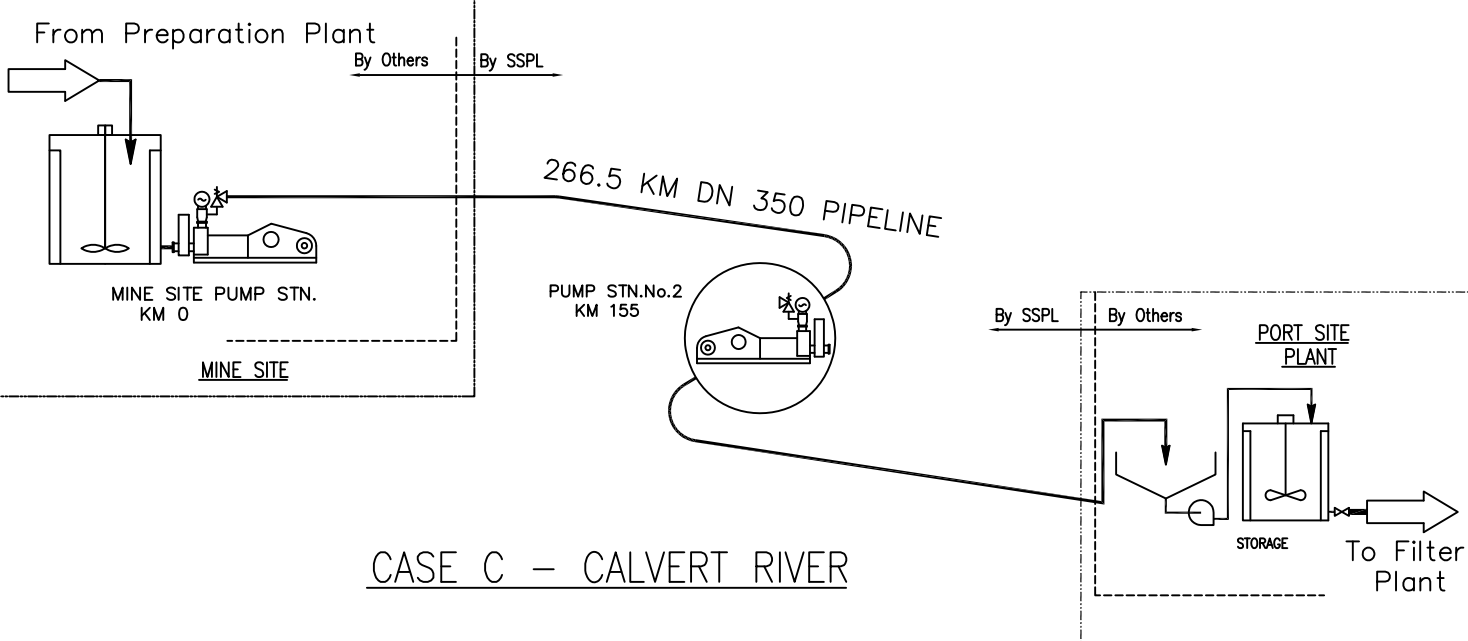 From Preparation Plant
By Others
By SSPL
266.5 KM DN 350 PIPELINE
MINE SITE PUMP STN.
KM 0
MINE SITE
PUMP STN.No.2
KM 155
By SSPL
By Others
PORT SITE
PLANT
STORAGE
To Filter
Plant
CASE C - CALVERT RIVER